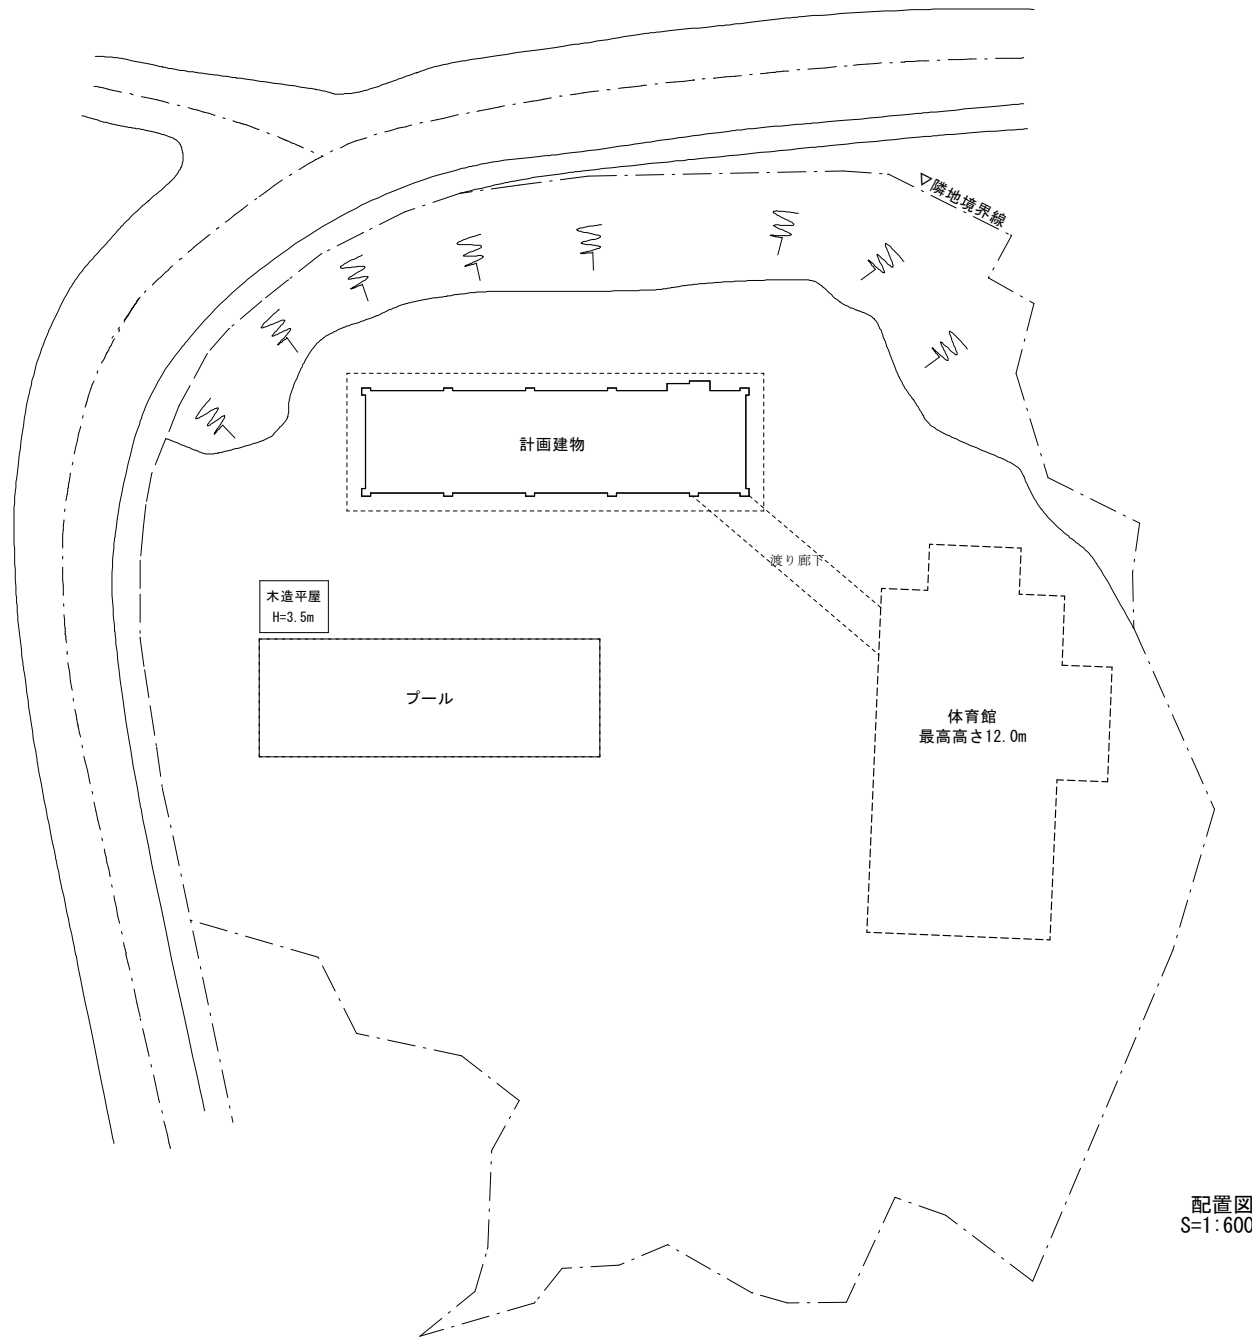 ▽隣地境界線
計画建物
渡り廊下
木造平屋
H=3.5m
プール
体育館
最高高さ12.0m
配置図
S=1:600